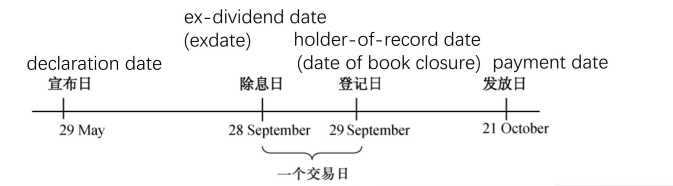 ex-dividend date
(exdate)
holder-of-record date
declaration date
(date of book closure)
payment date
宣布日
除息日
登记日
发放日
29 May
28 September
29 September
21 October
一个交易日